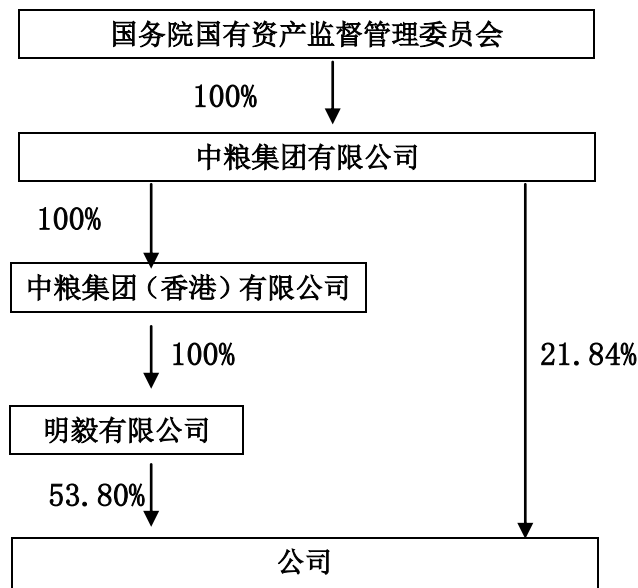 国务院国有资产监督管理委员会
100%
中粮集团有限公司
100%
中粮集团（香港）有限公司
100%
21.84%
明毅有限公司
53.80%
公司